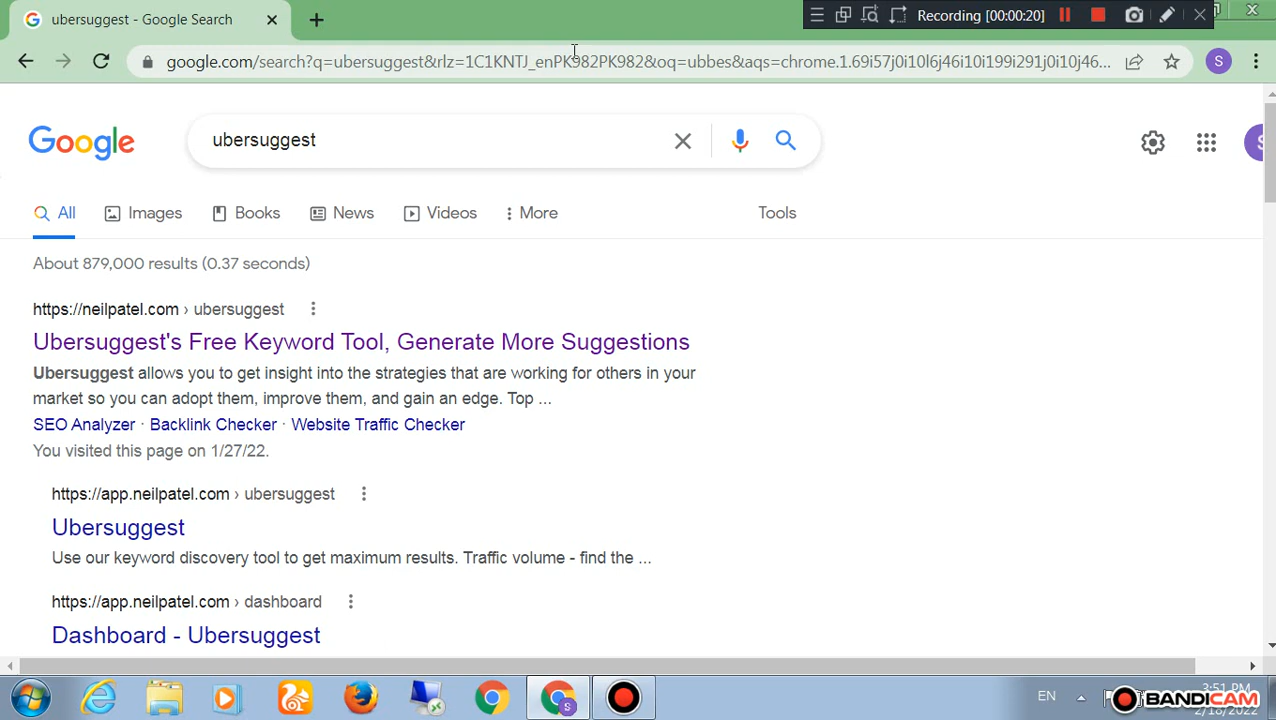 ubersuggest - Google Search
Recording [00:00:20]
google.com/search?q=ubersuggest&rlz=1C1KNTJ_enPK982PK982&oq=ubbes&aqs=chrome.1.69i57j0i10l6j46i10i199i291j0i10j46...
S
Google
ubersuggest
S
All Images Books News Videos More Tools
About 879,000 results (0.37 seconds)
https://neilpatel.com › ubersuggest
Ubersuggest's Free Keyword Tool, Generate More Suggestions
Ubersuggest allows you to get insight into the strategies that are working for others in your
market so you can adopt them, improve them, and gain an edge. Top ...
SEO Analyzer · Backlink Checker · Website Traffic Checker
You visited this page on 1/27/22.
https://app.neilpatel.com › ubersuggest
Ubersuggest
Use our keyword discovery tool to get maximum results. Traffic volume - find the ...
https://app.neilpatel.com › dashboard
Dashboard - Ubersuggest
S
EN
3:51 PM
BANDICAM
2/18/2022